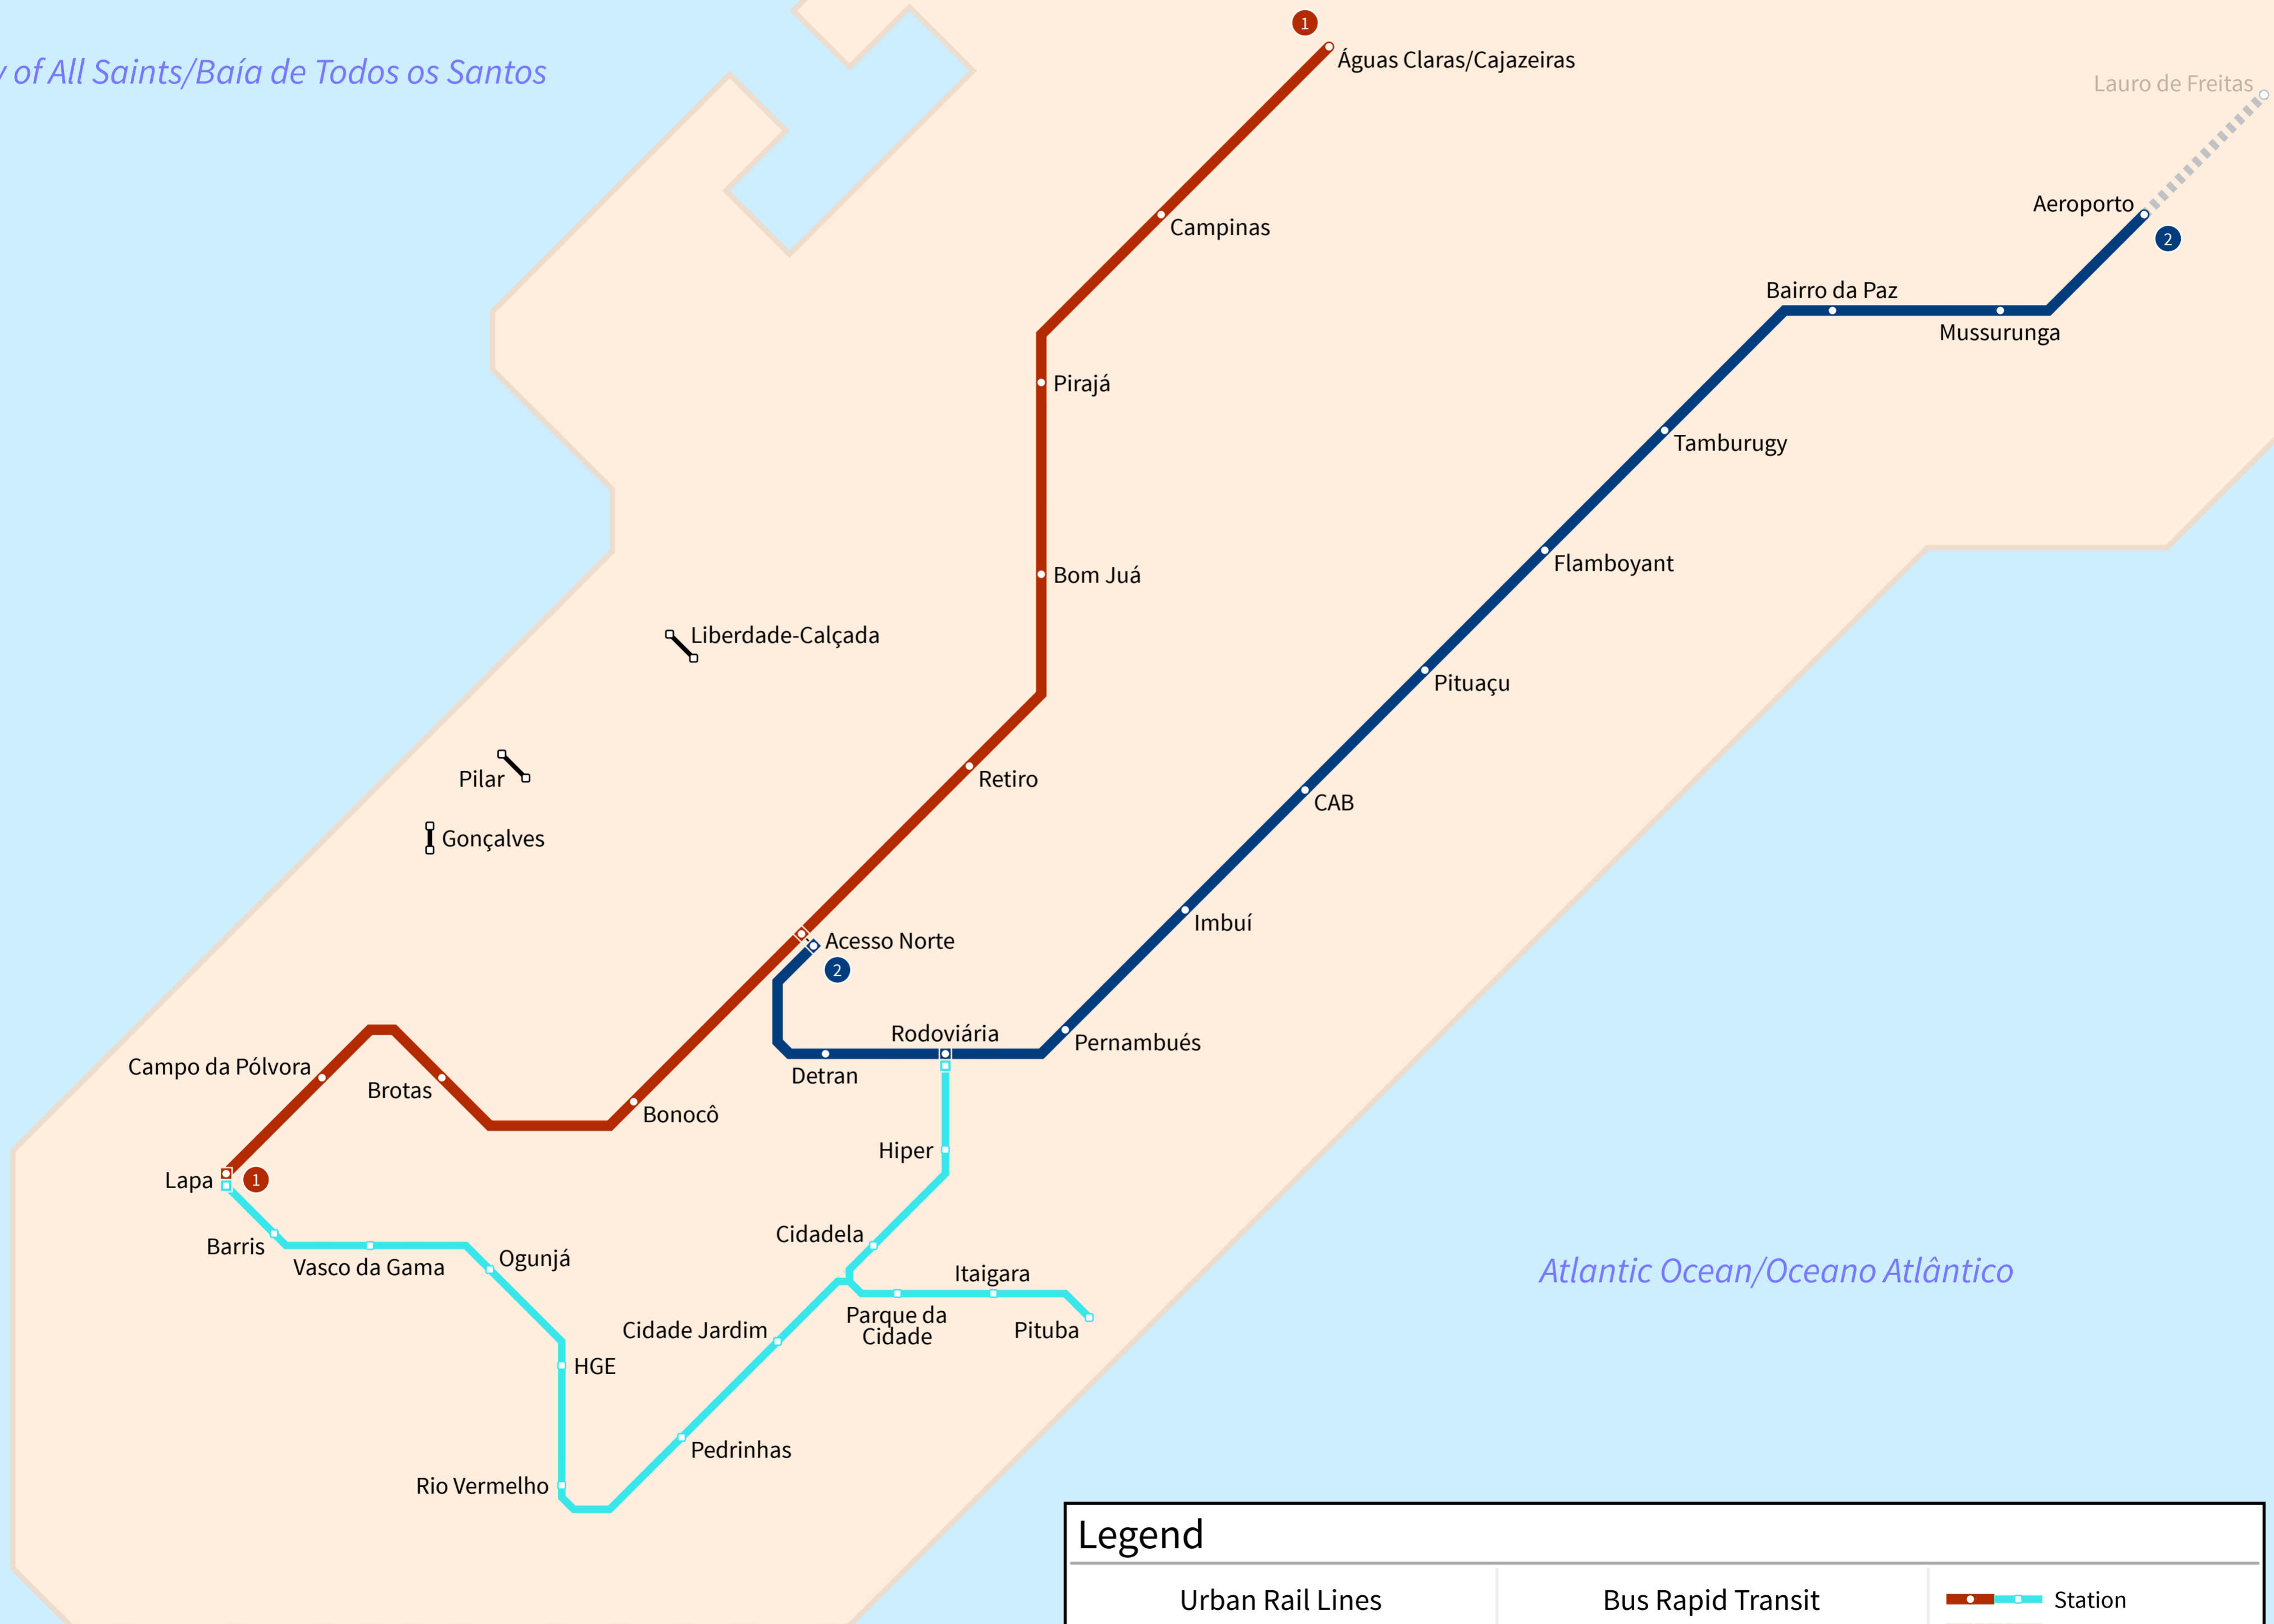 1
Águas Claras/Cajazeiras
of All Saints/Baía de Todos os Santos
Lauro de Freitas
Aeroporto
2
Campinas
Bairro da Paz
Mussurunga
Pirajá
Tamburugy
Flamboyant
Bom Juá
Liberdade-Calçada
Pituaçu
Pilar
Retiro
CAB
Gonçalves
Imbuí
Acesso Norte
2
Rodoviária
Pernambués
Campo da Pólvora
Brotas
Detran
Bonocô
Hiper
Lapa
1
Cidadela
Barris
Vasco da Gama
Ogunjá
Itaigara
Atlantic Ocean/Oceano Atlântico
Parque da
Cidade
Cidade Jardim
Pituba
HGE
Pedrinhas
Rio Vermelho
Legend
Urban Rail Lines
Bus Rapid Transit
Station